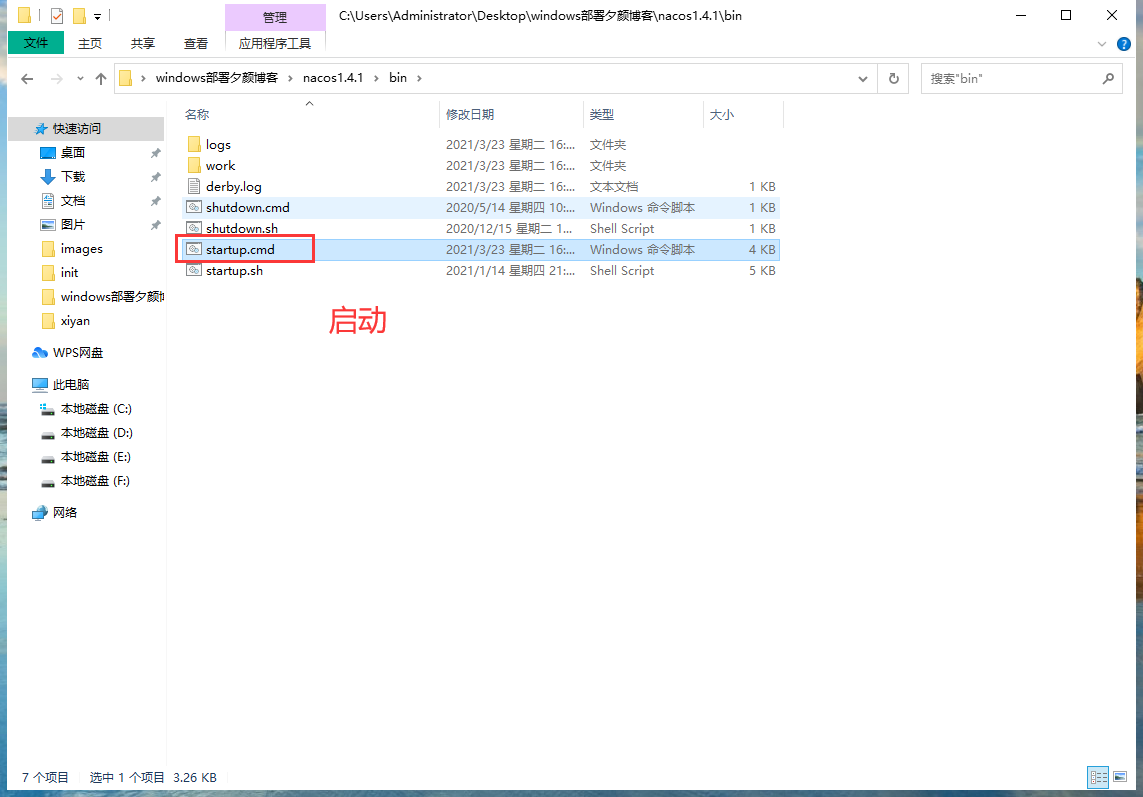 管理
C:\Users\Administrator\Desktop\windows部署夕颜博客\nacos1.4.1\bin
文件 主页 共享 查看 应用程序工具
windows部署夕颜博客 nacos1.4.1 bin
搜索"bin"
名称 修改日期 类型 大小
快速访问
桌面
下载
文档
图片
images
init
windows部署夕颜
xiyan
WPS网盘
此电脑
本地磁盘 (C:)
本地磁盘 (D:)
本地磁盘 (E:)
本地磁盘 (F:)
网络
logs 2021/3/23 星期二 16:... 文件夹
work 2021/3/23 星期二 16:... 文件夹
derby.log 2021/3/23 星期二 16:... 文本文档 1 KB
shutdown.cmd 2020/5/14 星期四 10:... Windows 命令脚本 1 KB
shutdown.sh 2020/12/15 星期二 1... Shell Script 1 KB
startup.cmd 2021/3/23 星期二 16:... Windows 命令脚本 4 KB
startup.sh 2021/1/14 星期四 21:... Shell Script 5 KB
启动
7 个项目 选中 1 个项目 3.26 KB